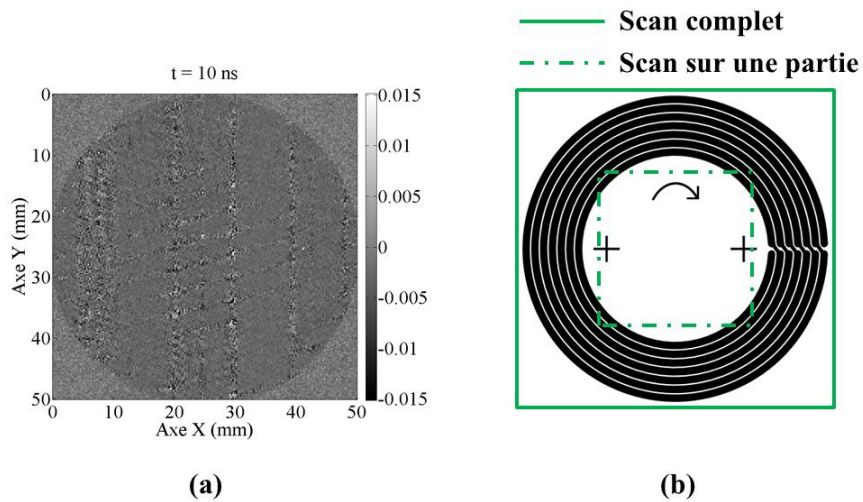 Scan complet
Scan sur une partie
t = 10 ns
0
10
20
30
40
50
Axe Y (mm)
0 10 20 30 40 50
Axe X (mm)
0.015
0.01
0.005
0
-0.005
-0.01
-0.015
(a)
(b)